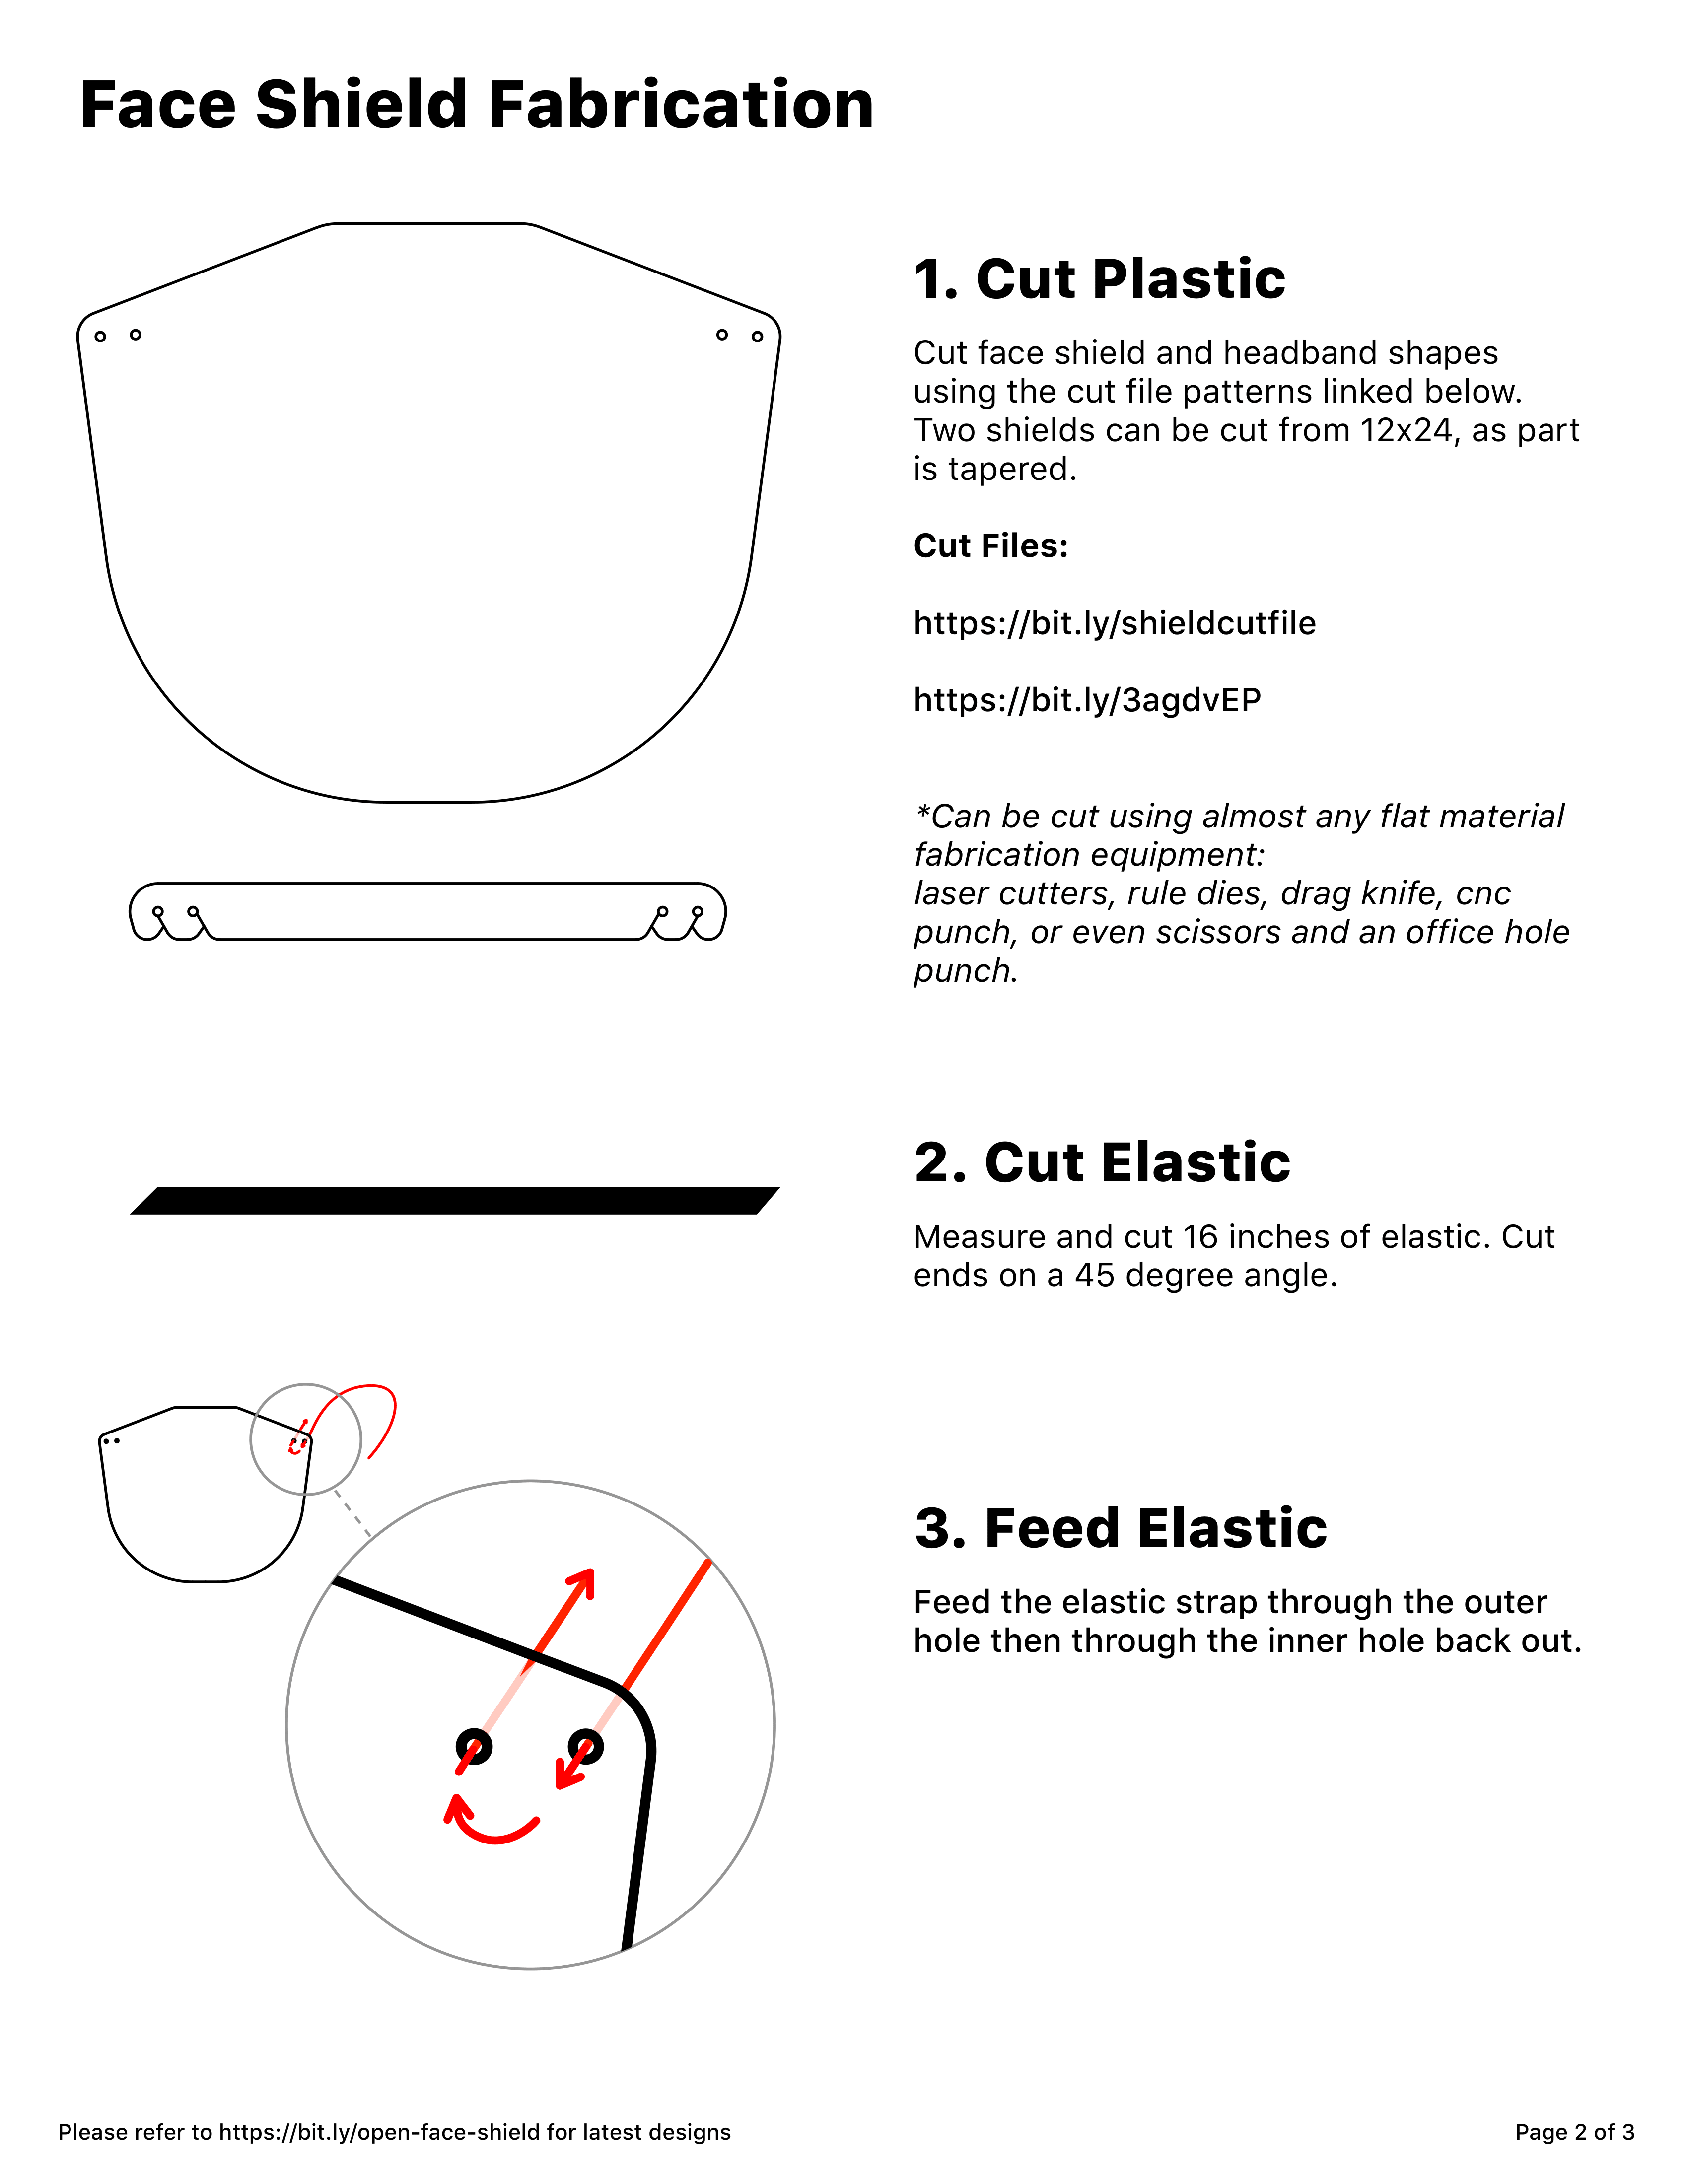 Face Shield Fabrication
1. Cut Plastic
Cut face shield and headband shapes
using the cut file patterns linked below.
Two shields can be cut from 12x24, as part
is tapered.
Cut Files:
https://bit.ly/shieldcutfile
https://bit.ly/3agdvEP
*Can be cut using almost any flat material
fabrication equipment:
laser cutters, rule dies, drag knife, cnc
punch, or even scissors and an office hole
punch.
2. Cut Elastic
Measure and cut 16 inches of elastic. Cut
ends on a 45 degree angle.
3. Feed Elastic
Feed the elastic strap through the outer
hole then through the inner hole back out.
Please refer to https://bit.ly/open-face-shield for latest designs
Page 2 of 3